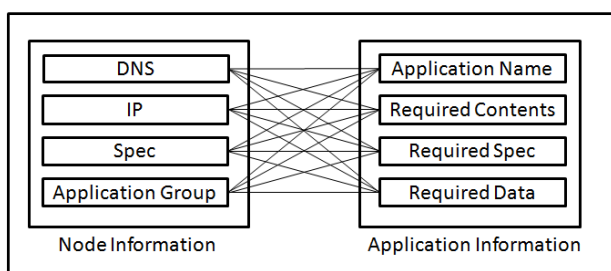 DNS
IP
Spec
Application Group
Node Information
Application Name
Required Contents
Required Spec
Required Data
Application Information